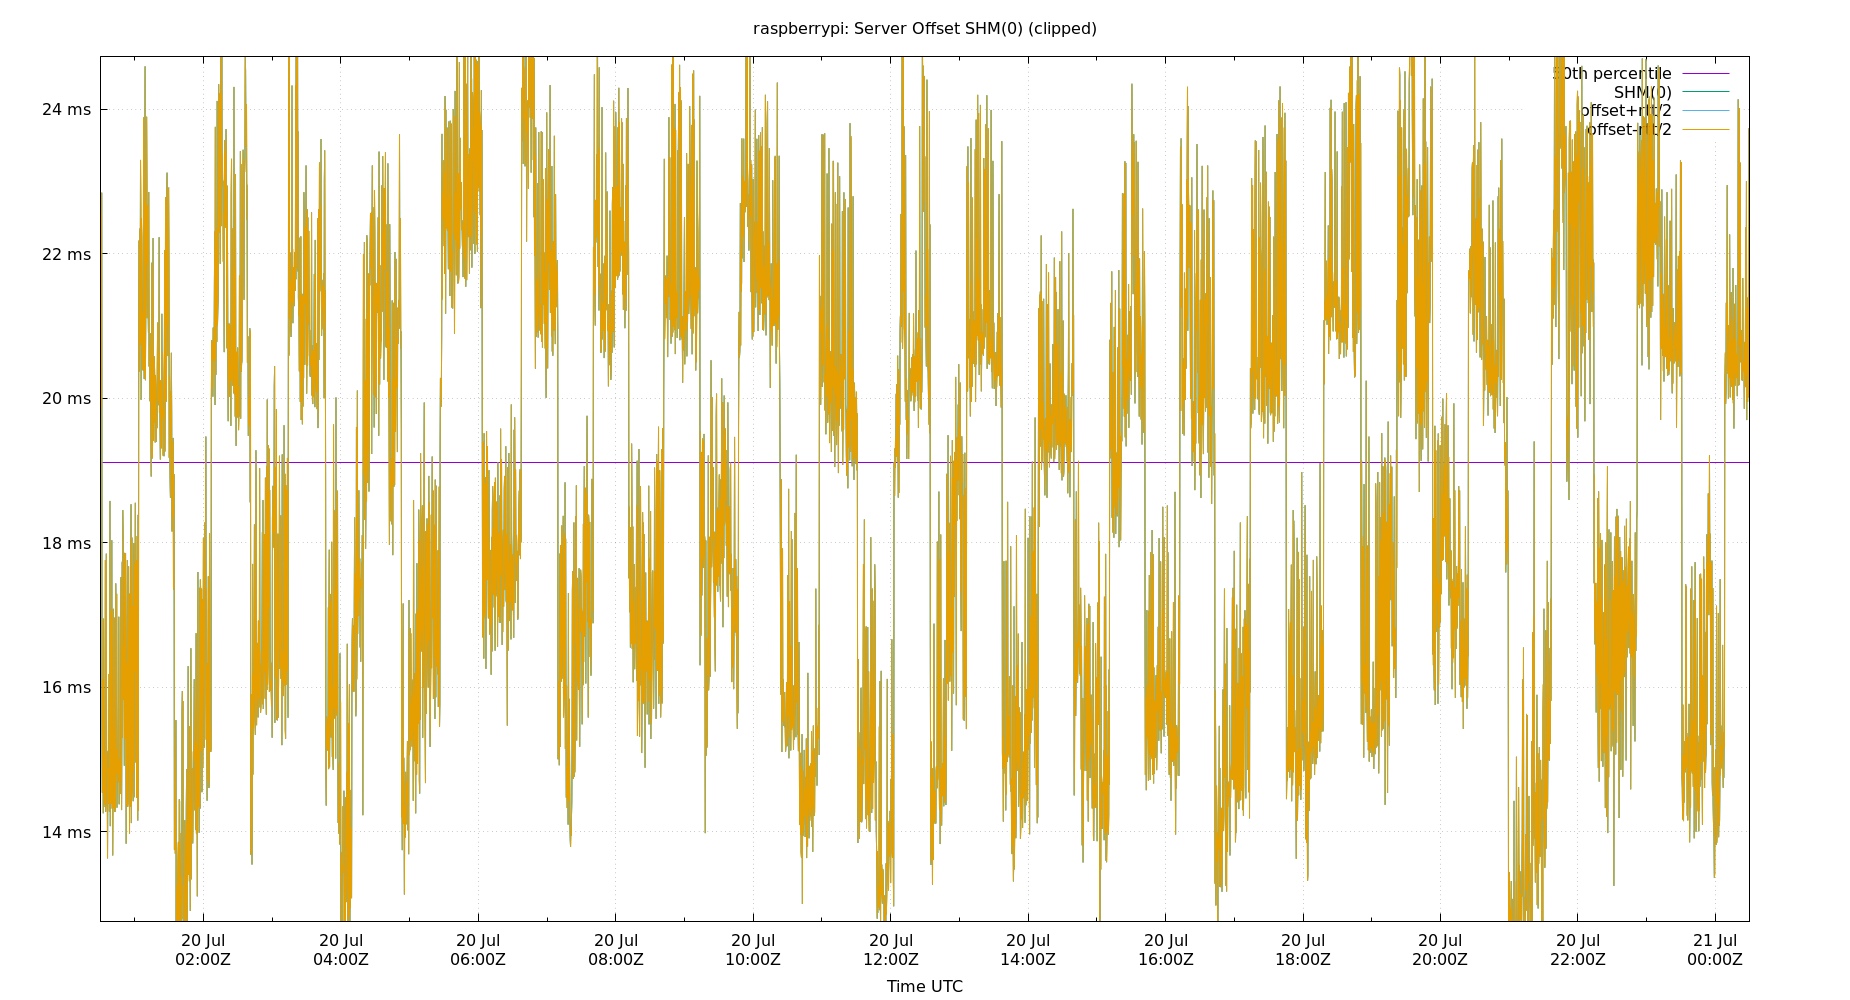 raspberrypi: Server Offset SHM(0) (clipped)
50th percentile
SHM(0)
offset+rtt/2
offset-rtt/2
24 ms
22 ms
20 ms
18 ms
16 ms
14 ms
20 Jul 20 Jul 20 Jul 20 Jul 20 Jul 20 Jul 20 Jul 20 Jul 20 Jul 20 Jul 20 Jul 21 Jul
02:00Z 04:00Z 06:00Z 08:00Z 10:00Z 12:00Z 14:00Z 16:00Z 18:00Z 20:00Z 22:00Z 00:00Z
Time UTC